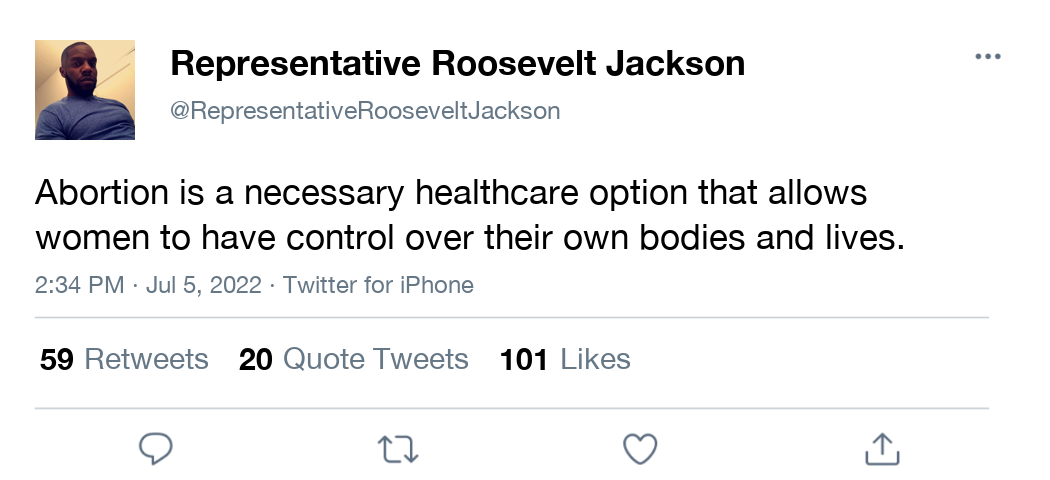 Representative Roosevelt Jackson
@RepresentativeRooseveltJackson
Abortion is a necessary healthcare option that allows
women to have control over their own bodies and lives.
2:34 PM · Jul 5, 2022 · Twitter for iPhone
59 Retweets 20 Quote Tweets 101 Likes